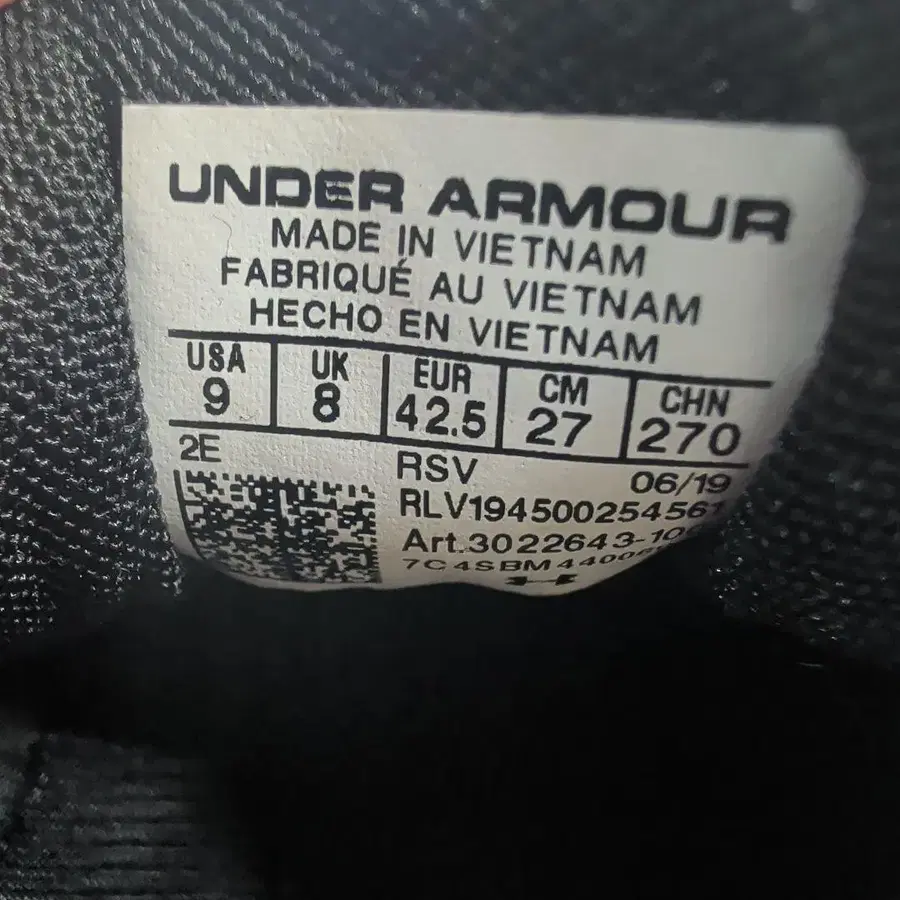 UNDER ARMOUR
MADE IN VIETNAM
FABRIQUÉ AU VIETNAM
HECHO EN VIETNAM
USA UK EUR CM CHN
9 8 42.5 27 270
2E RSV 06/19